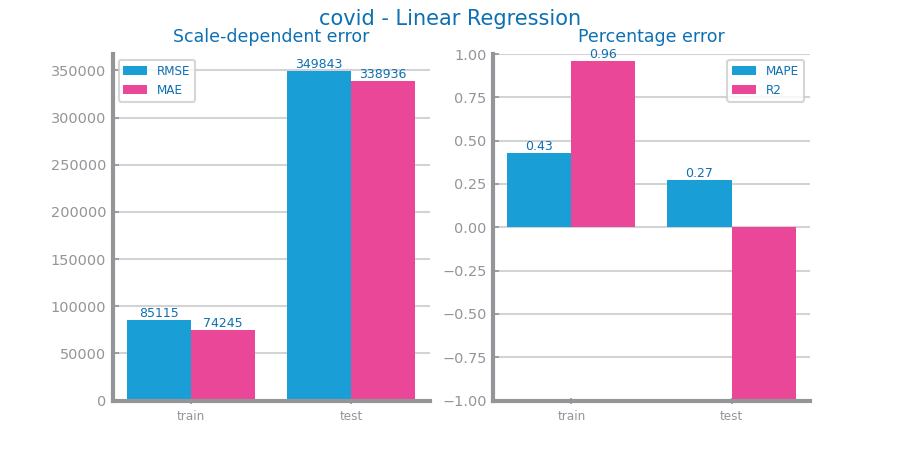 covid - Linear Regression
Scale-dependent error
350000
300000
250000
200000
150000
100000
50000
0
RMSE
MAE
85115
74245
349843
338936
train
test
Percentage error
1.00
0.75
0.50
0.25
0.00
−0.25
−0.50
−0.75
−1.00
MAPE
R2
0.43
0.96
0.27
train
test